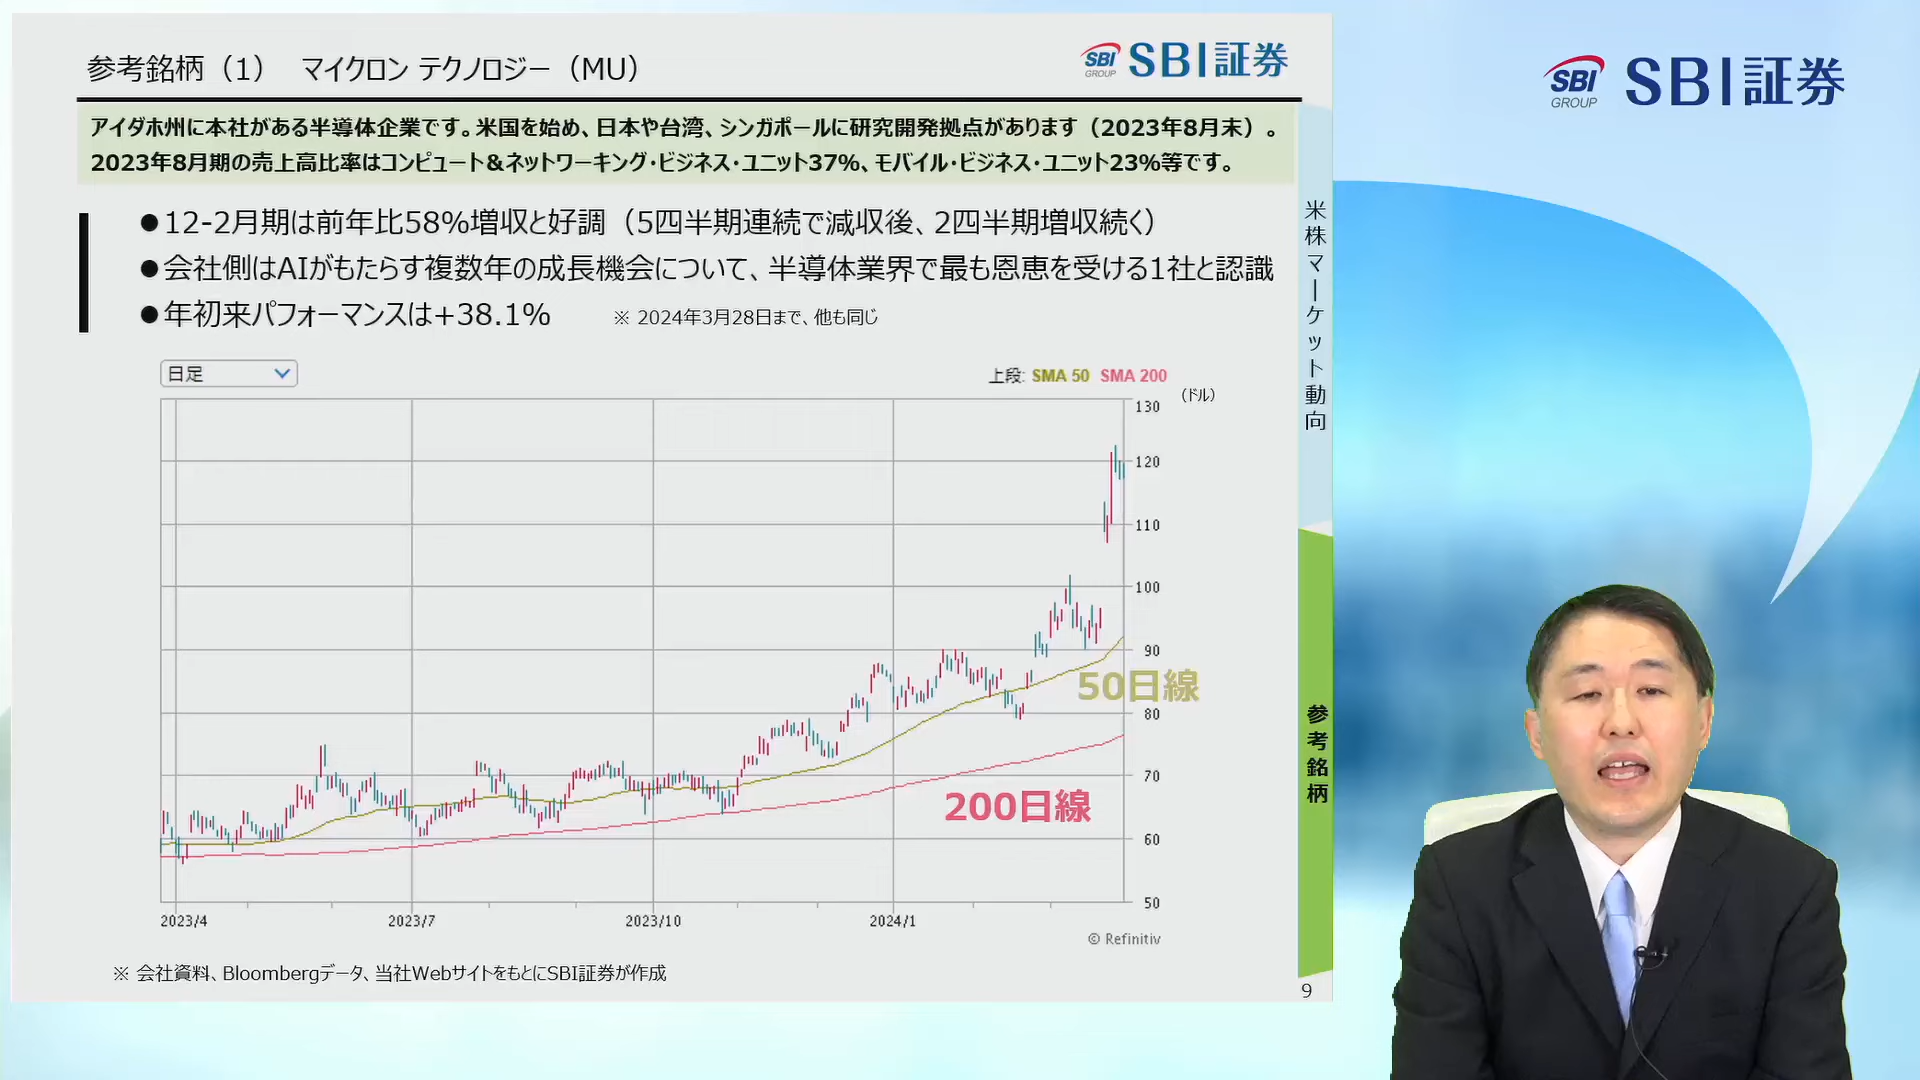 参考銘柄（1）　マイクロン テクノロジー（MU）
SBI GROUP SBI証券
アイダホ州に本社がある半導体企業です。米国を始め、日本や台湾、シンガポールに研究開発拠点があります（2023年8月末）。
2023年8月期の売上高比率はコンピュート＆ネットワーキング・ビジネス・ユニット37%、モバイル・ビジネス・ユニット23%等です。
●12-2月期は前年比58%増収と好調（5四半期連続で減収後、2四半期増収続く）
●会社側はAIがもたらす複数年の成長機会について、半導体業界で最も恩恵を受ける1社と認識
●年初来パフォーマンスは+38.1%　※ 2024年3月28日まで、他も同じ
日足
上段: SMA 50 SMA 200
（ドル）
130
120
110
100
90
80
70
60
50
50日線
200日線
2023/4 2023/7 2023/10 2024/1
© Refinitiv
※ 会社資料、Bloombergデータ、当社WebサイトをもとにSBI証券が作成
米株マーケット動向
参考銘柄
9
SBI GROUP SBI証券